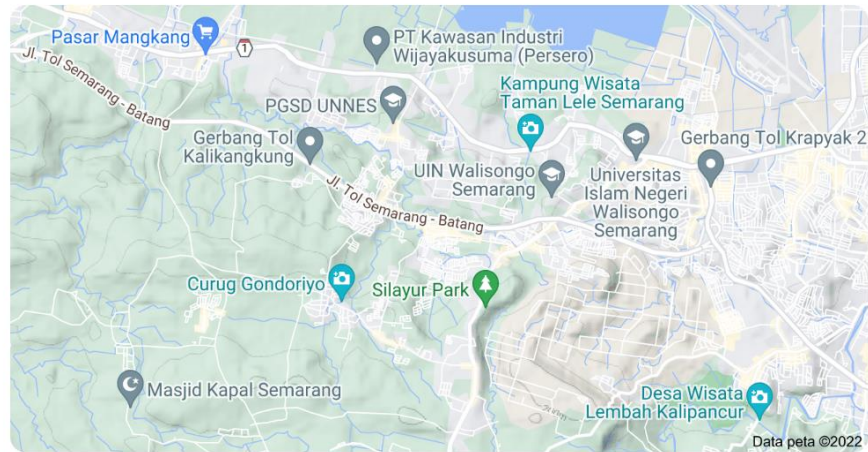 Pasar Mangkang
1
PT Kawasan Industri
Wijayakusuma (Persero)
Jl. Tol Semarang - Batang
Kampung Wisata
Taman Lele Semarang
PGSD UNNES
Gerbang Tol
Kalikangkung
Gerbang Tol Krapyak 2
UIN Walisongo
Semarang
Universitas
Islam Negeri
Walisongo
Semarang
Jl. Tol Semarang - Batang
Curug Gondoriyo
Silayur Park
Masjid Kapal Semarang
Desa Wisata
Lembah Kalipancur
Data peta ©2022